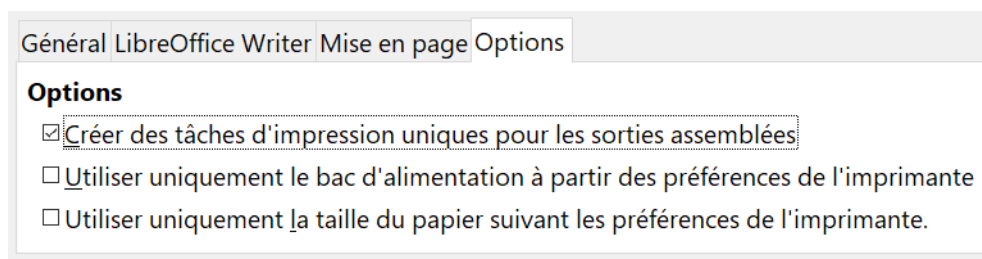 Général LibreOffice Writer Mise en page Options
Options
Créer des tâches d'impression uniques pour les sorties assemblées
Utiliser uniquement le bac d'alimentation à partir des préférences de l'imprimante
Utiliser uniquement la taille du papier suivant les préférences de l'imprimante.